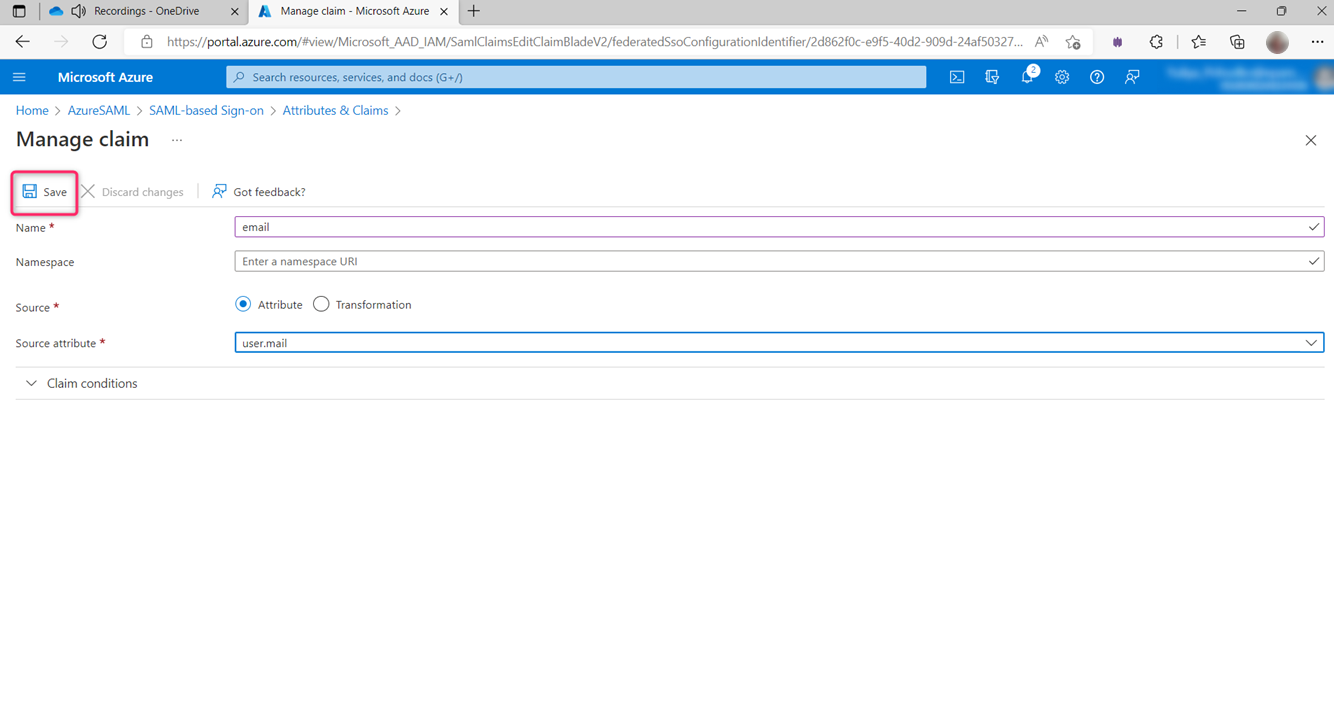 Recordings - OneDrive
Manage claim - Microsoft Azure
https://portal.azure.com/#view/Microsoft_AAD_IAM/SamlClaimsEditClaimBladeV2/federatedSsoConfigurationIdentifier/2d862f0c-e9f5-40d2-909d-24af50327...
Microsoft Azure
Search resources, services, and docs (G+/)
2
Home > AzureSAML > SAML-based Sign-on > Attributes & Claims >
Manage claim ...
Save
Discard changes
Got feedback?
Name *
email
Namespace
Enter a namespace URI
Source *
Attribute
Transformation
Source attribute *
user.mail
Claim conditions